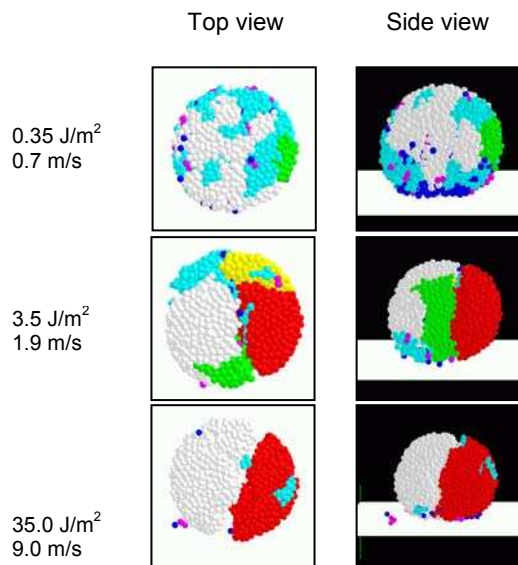 Top view
Side view
0.35 J/m²
0.7 m/s
3.5 J/m²
1.9 m/s
35.0 J/m²
9.0 m/s